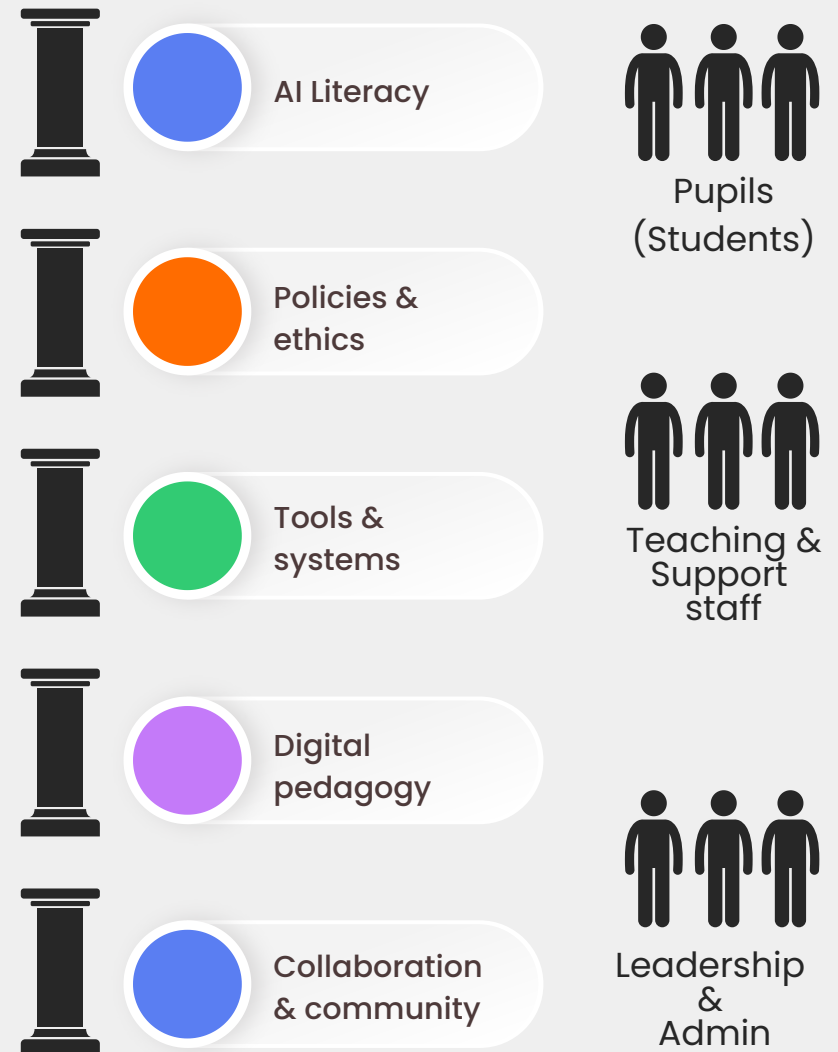 AI Literacy
Policies &
ethics
Tools &
systems
Digital
pedagogy
Collaboration
& community
Pupils
(Students)
Teaching &
Support
staff
Leadership
&
Admin